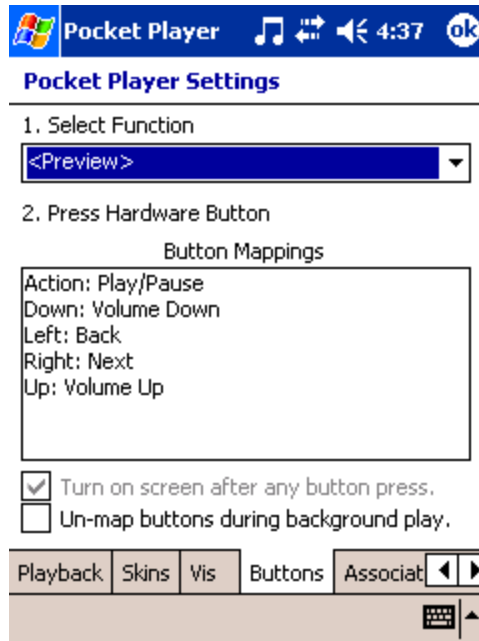 Pocket Player 4:37 ok
Pocket Player Settings
1. Select Function
<Preview>
2. Press Hardware Button
Button Mappings
Action: Play/Pause
Down: Volume Down
Left: Back
Right: Next
Up: Volume Up
Turn on screen after any button press.
Un-map buttons during background play.
Playback Skins Vis Buttons Associat